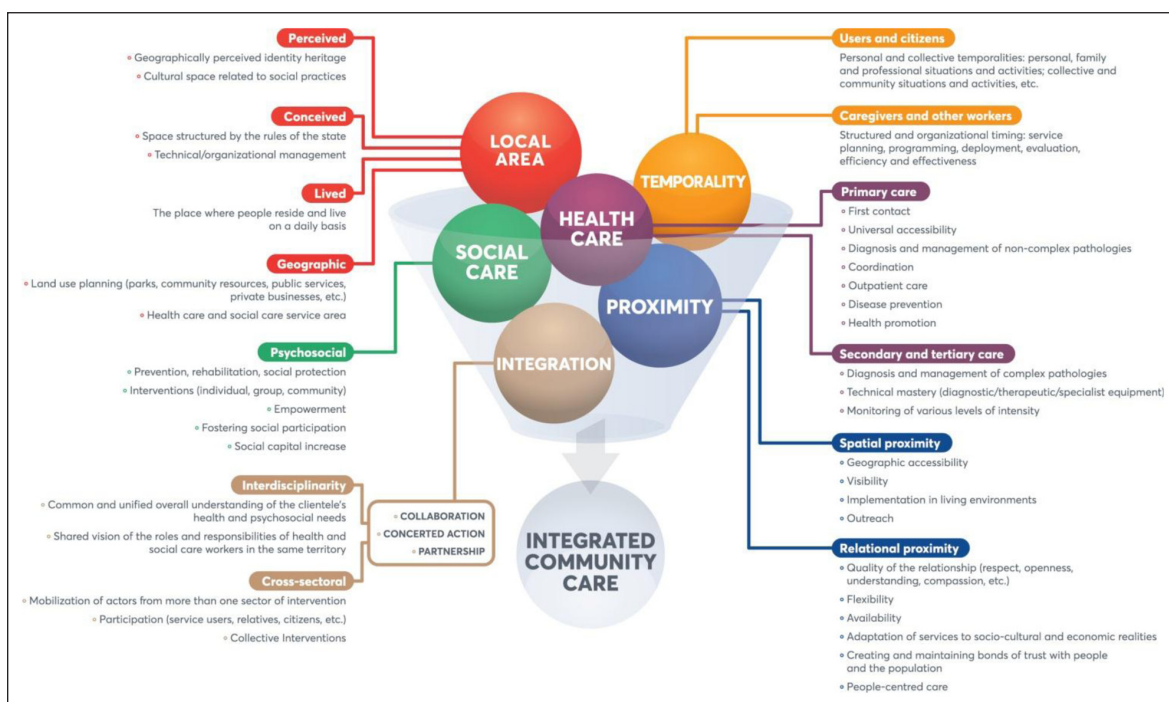 Perceived
Geographically perceived identity heritage
Cultural space related to social practices
Conceived
Space structured by the rules of the state
Technical/organizational management
Lived
The place where people reside and live
on a daily basis
Geographic
Land use planning (parks, community resources, public services,
private businesses, etc.)
Health care and social care service area
Psychosocial
Prevention, rehabilitation, social protection
Interventions (individual, group, community)
Empowerment
Fostering social participation
Social capital increase
Interdisciplinarity
Common and unified overall understanding of the clientele's
health and psychosocial needs
Shared vision of the roles and responsibilities of health and
social care workers in the same territory
Cross-sectoral
Mobilization of actors from more than one sector of intervention
Participation (service users, relatives, citizens, etc.)
Collective Interventions
COLLABORATION
CONCERTED ACTION
PARTNERSHIP
LOCAL
AREA
TEMPORALITY
HEALTH
CARE
SOCIAL
CARE
PROXIMITY
INTEGRATION
INTEGRATED
COMMUNITY
CARE
Users and citizens
Personal and collective temporalities: personal, family
and professional situations and activities; collective and
community situations and activities, etc.
Caregivers and other workers
Structured and organizational timing: service
planning, programming, deployment, evaluation,
efficiency and effectiveness
Primary care
First contact
Universal accessibility
Diagnosis and management of non-complex pathologies
Coordination
Outpatient care
Disease prevention
Health promotion
Secondary and tertiary care
Diagnosis and management of complex pathologies
Technical mastery (diagnostic/therapeutic/specialist equipment)
Monitoring of various levels of intensity
Spatial proximity
Geographic accessibility
Visibility
Implementation in living environments
Outreach
Relational proximity
Quality of the relationship (respect, openness,
understanding, compassion, etc.)
Flexibility
Availability
Adaptation of services to socio-cultural and economic realities
Creating and maintaining bonds of trust with people
and the population
People-centred care